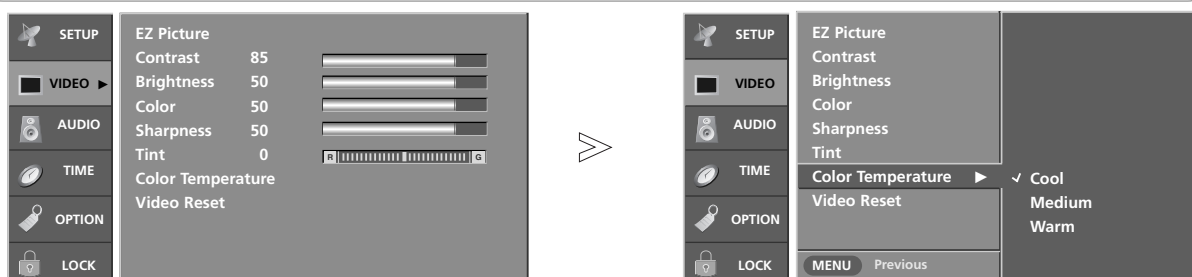 SETUP
VIDEO
AUDIO
TIME
OPTION
LOCK
EZ Picture
Contrast 85
Brightness 50
Color 50
Sharpness 50
Tint 0 R G
Color Temperature
Video Reset
SETUP
VIDEO
AUDIO
TIME
OPTION
LOCK
EZ Picture
Contrast
Brightness
Color
Sharpness
Tint
Color Temperature
Video Reset
MENU Previous
Cool
Medium
Warm